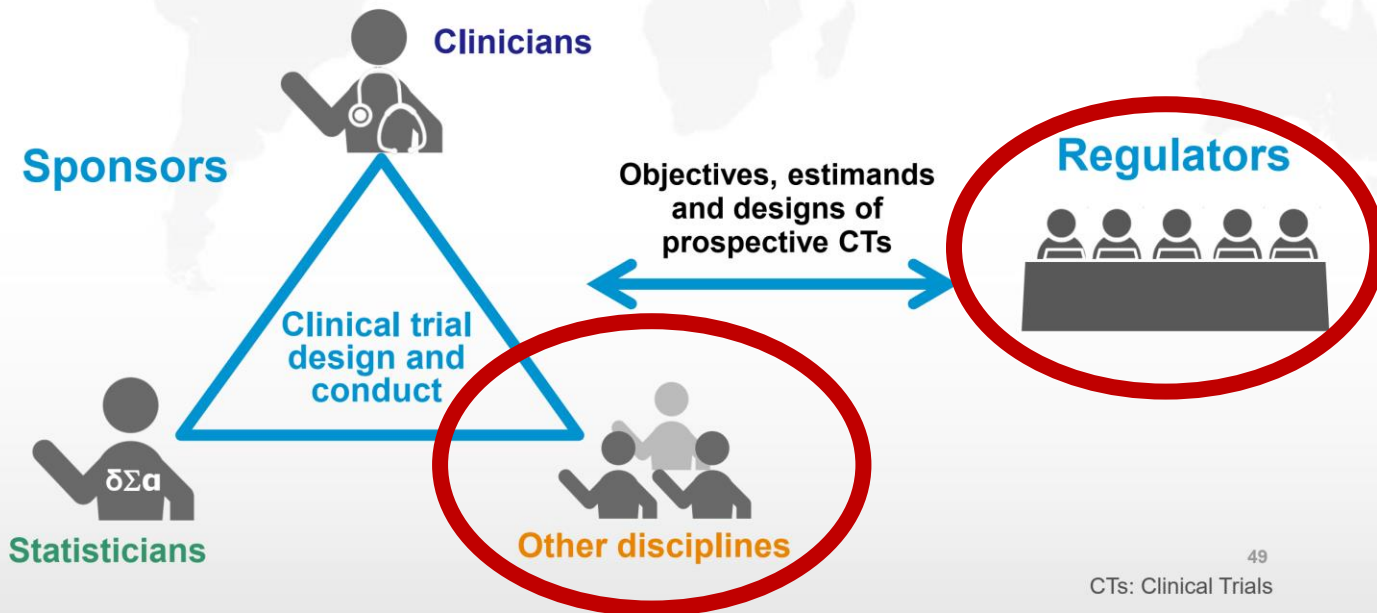 Clinicians
Sponsors
Objectives, estimands
and designs of
prospective CTs
Regulators
Clinical trial
design and
conduct
δΣα
Statisticians
Other disciplines
49
CTs: Clinical Trials